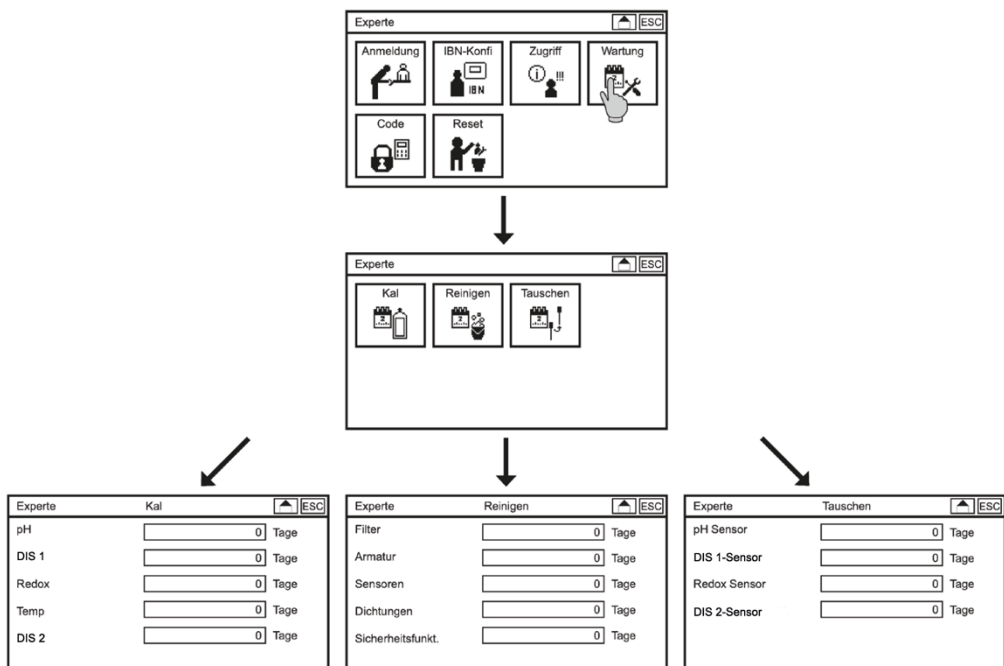 Experte ESC
Anmeldung IBN-Konfi Zugriff Wartung
IBN
Code Reset
Experte ESC
Kal Reinigen Tauschen
Experte Kal ESC
pH 0 Tage
DIS 1 0 Tage
Redox 0 Tage
Temp 0 Tage
DIS 2 0 Tage
Experte Reinigen ESC
Filter 0 Tage
Armatur 0 Tage
Sensoren 0 Tage
Dichtungen 0 Tage
Sicherheitsfunkt. 0 Tage
Experte Tauschen ESC
pH Sensor 0 Tage
DIS 1-Sensor 0 Tage
Redox Sensor 0 Tage
DIS 2-Sensor 0 Tage